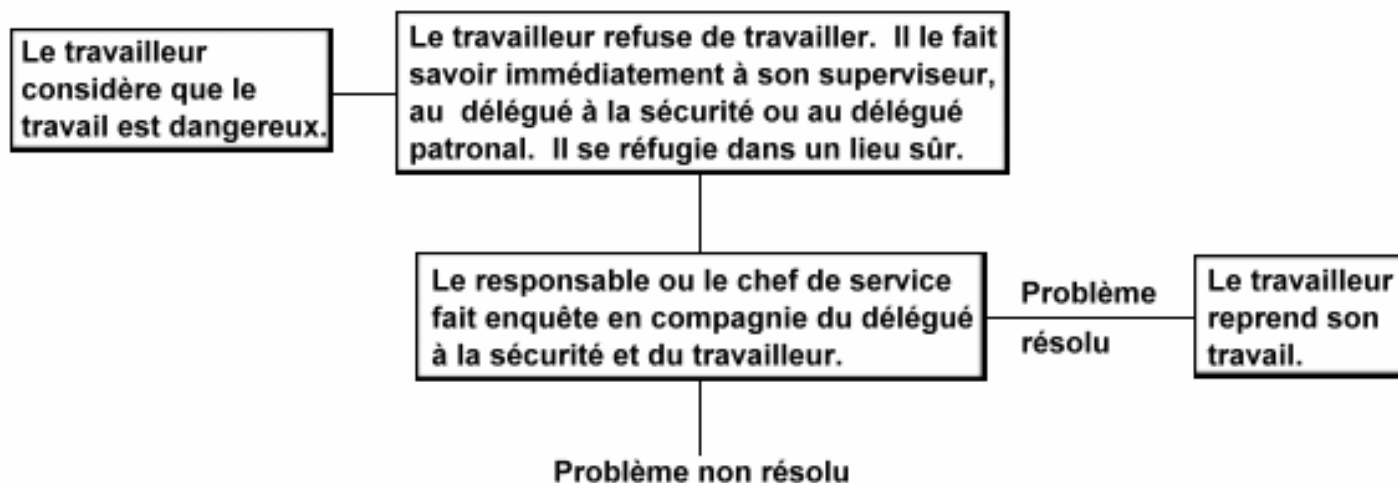 Le travailleur
considère que le
travail est dangereux.
Le travailleur refuse de travailler.  Il le fait
savoir immédiatement à son superviseur,
au  délégué à la sécurité ou au délégué
patronal.  Il se réfugie dans un lieu sûr.
Le responsable ou le chef de service
fait enquête en compagnie du délégué
à la sécurité et du travailleur.
Problème
résolu
Le travailleur
reprend son
travail.
Problème non résolu